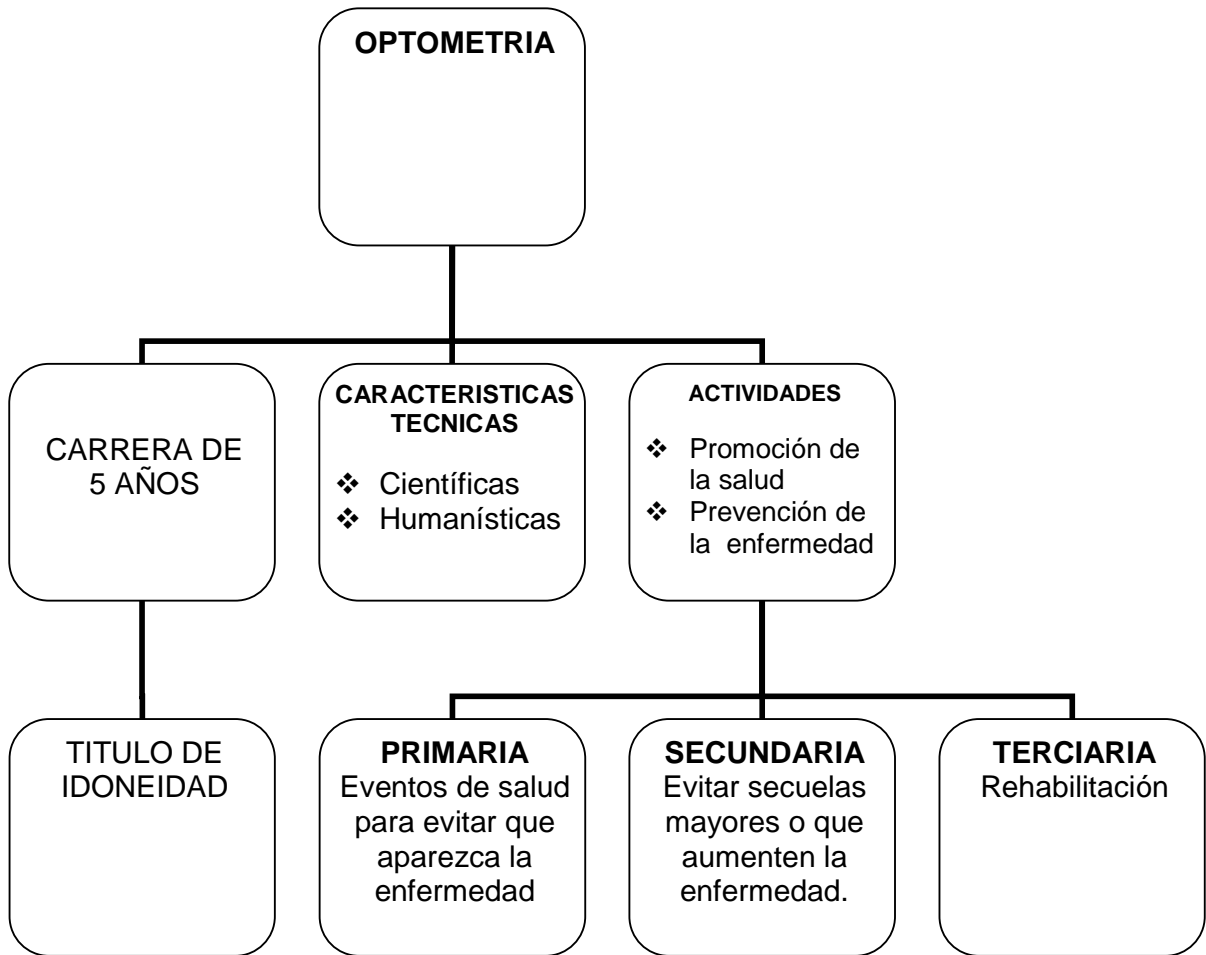 OPTOMETRIA
CARRERA DE
5 AÑOS
CARACTERISTICAS
TECNICAS
❖ Científicas
❖ Humanísticas
ACTIVIDADES
❖ Promoción de
la salud
❖ Prevención de
la enfermedad
TITULO DE
IDONEIDAD
PRIMARIA
Eventos de salud
para evitar que
aparezca la
enfermedad
SECUNDARIA
Evitar secuelas
mayores o que
aumenten la
enfermedad.
TERCIARIA
Rehabilitación